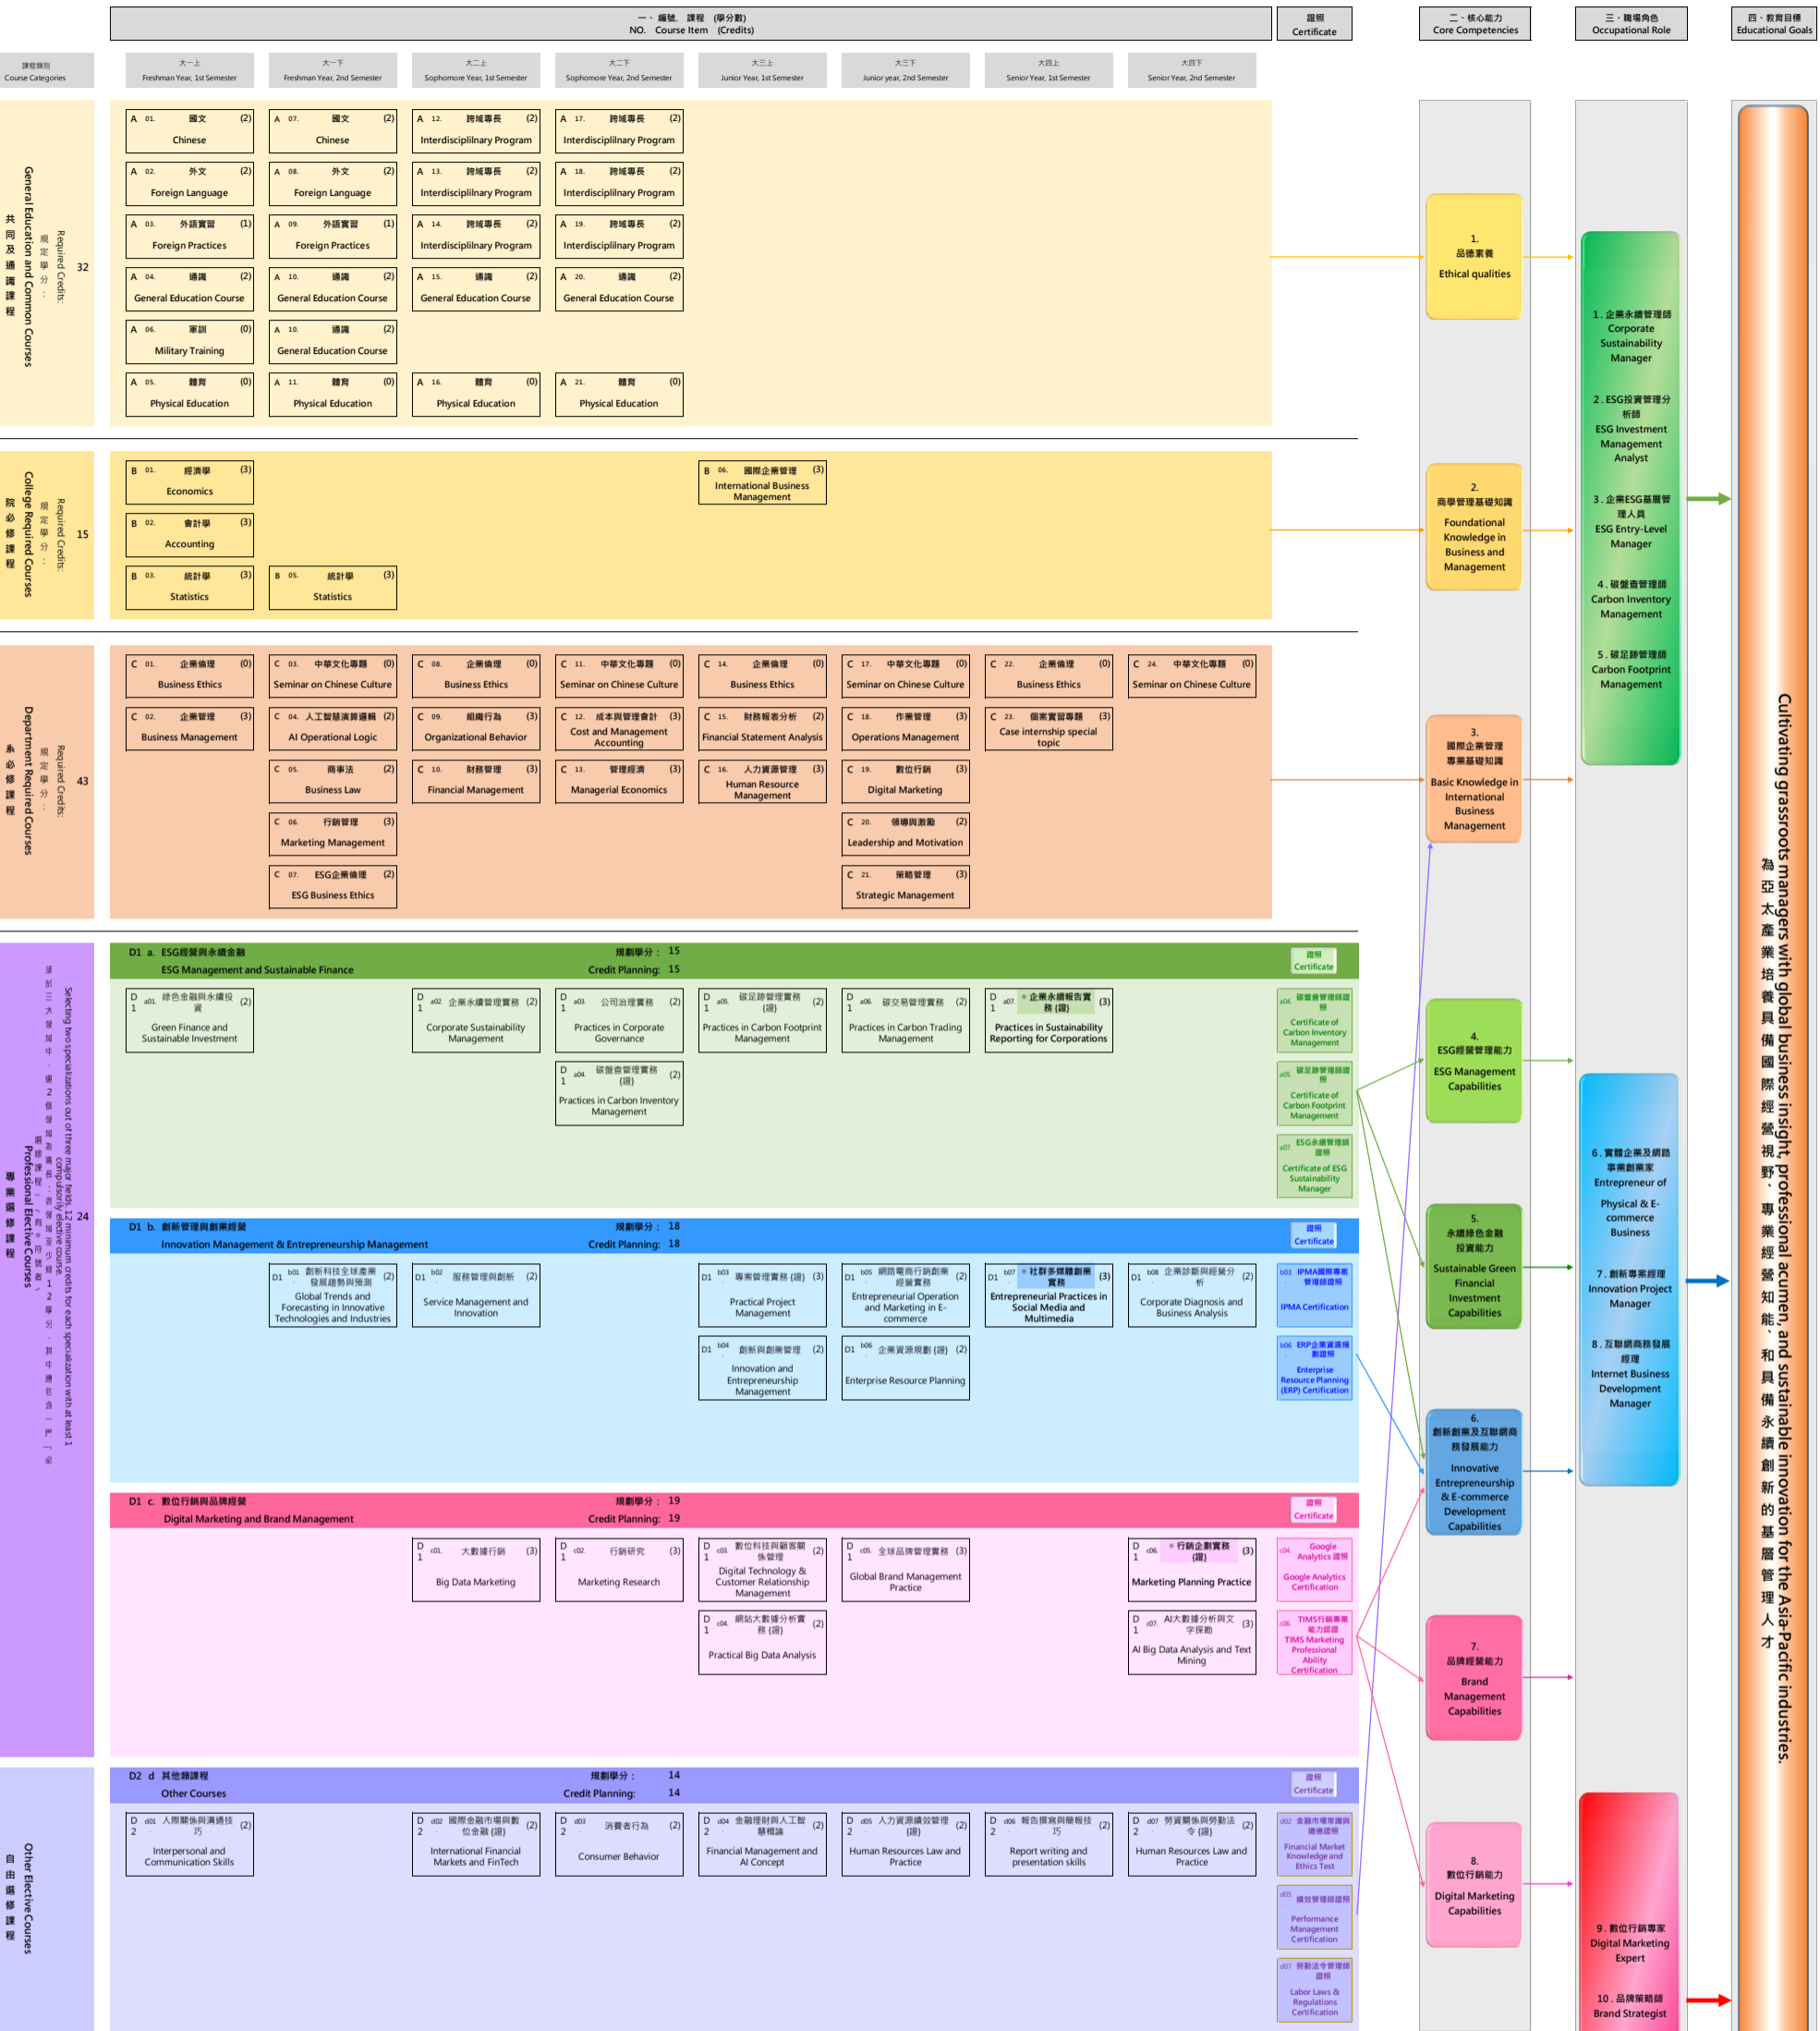 一、 編號. 課程 (學分數)
NO. Course Item (Credits)
證照
Certificate
二、核心能力
Core Competencies
三、職場角色
Occupational Role
四、教育目標
Educational Goals
課程類別
Course Categories
大一上
Freshman Year, 1st Semester
大一下
Freshman Year, 2nd Semester
大二上
Sophomore Year, 1st Semester
大二下
Sophomore Year, 2nd Semester
大三上
Junior Year, 1st Semester
大三下
Junior year, 2nd Semester
大四上
Senior Year, 1st Semester
大四下
Senior Year, 2nd Semester
共同及通識課程
General Education and Common Courses
規定學分：
Required Credits:
32
A 01. 國文 (2)
Chinese
A 07. 國文 (2)
Chinese
A 12. 跨域專長 (2)
Interdisciplilnary Program
A 17. 跨域專長 (2)
Interdisciplilnary Program
A 02. 外文 (2)
Foreign Language
A 08. 外文 (2)
Foreign Language
A 13. 跨域專長 (2)
Interdisciplilnary Program
A 18. 跨域專長 (2)
Interdisciplilnary Program
A 03. 外語實習 (1)
Foreign Practices
A 09. 外語實習 (1)
Foreign Practices
A 14. 跨域專長 (2)
Interdisciplilnary Program
A 19. 跨域專長 (2)
Interdisciplilnary Program
A 04. 通識 (2)
General Education Course
A 10. 通識 (2)
General Education Course
A 15. 通識 (2)
General Education Course
A 20. 通識 (2)
General Education Course
A 06. 軍訓 (0)
Military Training
A 10. 通識 (2)
General Education Course
A 05. 體育 (0)
Physical Education
A 11. 體育 (0)
Physical Education
A 16. 體育 (0)
Physical Education
A 21. 體育 (0)
Physical Education
院必修課程
College Required Courses
規定學分：
Required Credits:
15
B 01. 經濟學 (3)
Economics
B 06. 國際企業管理 (3)
International Business
Management
B 02. 會計學 (3)
Accounting
B 03. 統計學 (3)
Statistics
B 05. 統計學 (3)
Statistics
系必修課程
Department Required Courses
規定學分：
Required Credits:
43
C 01. 企業倫理 (0)
Business Ethics
C 03. 中華文化專題 (0)
Seminar on Chinese Culture
C 08. 企業倫理 (0)
Business Ethics
C 11. 中華文化專題 (0)
Seminar on Chinese Culture
C 14. 企業倫理 (0)
Business Ethics
C 17. 中華文化專題 (0)
Seminar on Chinese Culture
C 22. 企業倫理 (0)
Business Ethics
C 24. 中華文化專題 (0)
Seminar on Chinese Culture
C 02. 企業管理 (3)
Business Management
C 04. 人工智慧演算邏輯 (2)
AI Operational Logic
C 09. 組織行為 (3)
Organizational Behavior
C 12. 成本與管理會計 (3)
Cost and Management
Accounting
C 15. 財務報表分析 (2)
Financial Statement Analysis
C 18. 作業管理 (3)
Operations Management
C 23. 個案實習專題 (3)
Case internship special
topic
C 05. 商事法 (2)
Business Law
C 10. 財務管理 (3)
Financial Management
C 13. 管理經濟 (3)
Managerial Economics
C 16. 人力資源管理 (3)
Human Resource
Management
C 19. 數位行銷 (3)
Digital Marketing
C 06. 行銷管理 (3)
Marketing Management
C 20. 領導與激勵 (2)
Leadership and Motivation
C 07. ESG企業倫理 (2)
ESG Business Ethics
C 21. 策略管理 (3)
Strategic Management
專業選修課程
Professional Elective Courses
Selecting two specializations out of three major fields, 12 minimum credits for each specialization with at least 1
compulsorily elective course.
24
D1 a. ESG經營與永續金融 規劃學分： 15
ESG Management and Sustainable Finance Credit Planning: 15
證照
Certificate
D1 a01. 綠色金融與永續投資 (2)
Green Finance and
Sustainable Investment
D1 a02. 企業永續管理實務 (2)
Corporate Sustainability
Management
D1 a03. 公司治理實務 (2)
Practices in Corporate
Governance
D1 a05. 碳足跡管理實務 {證} (2)
Practices in Carbon Footprint
Management
D1 a06. 碳交易管理實務 (2)
Practices in Carbon Trading
Management
D1 a07. ◎企業永續報告實務 {證} (3)
Practices in Sustainability
Reporting for Corporations
D1 a04. 碳盤查管理實務 {證} (2)
Practices in Carbon Inventory
Management
a04. 碳盤查管理師證照
Certificate of
Carbon Inventory
Management
a05. 碳足跡管理師證照
Certificate of
Carbon Footprint
Management
a07. ESG永續管理師證照
Certificate of ESG
Sustainability
Manager
D1 b. 創新管理與創業經營 規劃學分： 18
Innovation Management & Entrepreneurship Management Credit Planning: 18
證照
Certificate
D1 b01. 創新科技全球產業發展趨勢與預測 (2)
Global Trends and
Forecasting in Innovative
Technologies and Industries
D1 b02. 服務管理與創新 (2)
Service Management and
Innovation
D1 b03. 專案管理實務 {證} (3)
Practical Project
Management
D1 b05. 網路電商行銷創業經營實務 (2)
Entrepreneurial Operation
and Marketing in E-
commerce
D1 b07. ◎社群多媒體創業實務 (3)
Entrepreneurial Practices in
Social Media and
Multimedia
D1 b08. 企業診斷與經營分析 (2)
Corporate Diagnosis and
Business Analysis
D1 b04. 創新與創業管理 (2)
Innovation and
Entrepreneurship
Management
D1 b06. 企業資源規劃 {證} (2)
Enterprise Resource Planning
b03. IPMA國際專案管理師證照
IPMA Certification
b06. ERP企業資源規劃證照
Enterprise
Resource Planning
(ERP) Certification
D1 c. 數位行銷與品牌經營 規劃學分： 19
Digital Marketing and Brand Management Credit Planning: 19
證照
Certificate
D1 c01. 大數據行銷 (3)
Big Data Marketing
D1 c02. 行銷研究 (3)
Marketing Research
D1 c03. 數位科技與顧客關係管理 (2)
Digital Technology &
Customer Relationship
Management
D1 c05. 全球品牌管理實務 (3)
Global Brand Management
Practice
D1 c06. ◎行銷企劃實務 {證} (3)
Marketing Planning Practice
D1 c04. 網站大數據分析實務 {證} (2)
Practical Big Data Analysis
D1 c07. AI大數據分析與文字探勘 (3)
AI Big Data Analysis and Text
Mining
c04. Google
Analytics 證照
Google Analytics
Certification
c06. TIMS行銷專業能力認證
TIMS Marketing
Professional
Ability
Certification
自由選修課程
Other Elective Courses
D2 d 其他類課程 規劃學分： 14
Other Courses Credit Planning: 14
證照
Certificate
D2 d01. 人際關係與溝通技巧 (2)
Interpersonal and
Communication Skills
D2 d02. 國際金融市場與數位金融 {證} (2)
International Financial
Markets and FinTech
D2 d03. 消費者行為 (2)
Consumer Behavior
D2 d04. 金融理財與人工智慧概論 (2)
Financial Management and
AI Concept
D2 d05. 人力資源績效管理 {證} (2)
Human Resources Law and
Practice
D2 d06. 報告撰寫與簡報技巧 (2)
Report writing and
presentation skills
D2 d07. 勞資關係與勞動法令 {證} (2)
Human Resources Law and
Practice
d02. 金融市場常識與道德證照
Financial Market
Knowledge and
Ethics Test
d05. 績效管理師證照
Performance
Management
Certification
d07. 勞動法令管理師證照
Labor Laws &
Regulations
Certification
1.
品德素養
Ethical qualities
2.
商學管理基礎知識
Foundational
Knowledge in
Business and
Management
3.
國際企業管理
專業基礎知識
Basic Knowledge in
International
Business
Management
4.
ESG經營管理能力
ESG Management
Capabilities
5.
永續綠色金融
投資能力
Sustainable Green
Financial
Investment
Capabilities
6.
創新創業及互聯網商
務發展能力
Innovative
Entrepreneurship
& E-commerce
Development
Capabilities
7.
品牌經營能力
Brand
Management
Capabilities
8.
數位行銷能力
Digital Marketing
Capabilities
1 . 企業永續管理師
Corporate
Sustainability
Manager
2 . ESG投資管理分
析師
ESG Investment
Management
Analyst
3 . 企業ESG基層管
理人員
ESG Entry-Level
Manager
4 . 碳盤查管理師
Carbon Inventory
Management
5 . 碳足跡管理師
Carbon Footprint
Management
6 . 實體企業及網路
事業創業家
Entrepreneur of
Physical & E-
commerce
Business
7 . 創新專案經理
Innovation Project
Manager
8 . 互聯網商務發展
經理
Internet Business
Development
Manager
9 . 數位行銷專家
Digital Marketing
Expert
10 . 品牌策略師
Brand Strategist
為亞太產業培養具備國際經營視野、專業經營知能、和具備永續創新的基層管理人才
Cultivating grassroots managers with global business insight, professional acumen, and sustainable innovation for the Asia-Pacific industries.